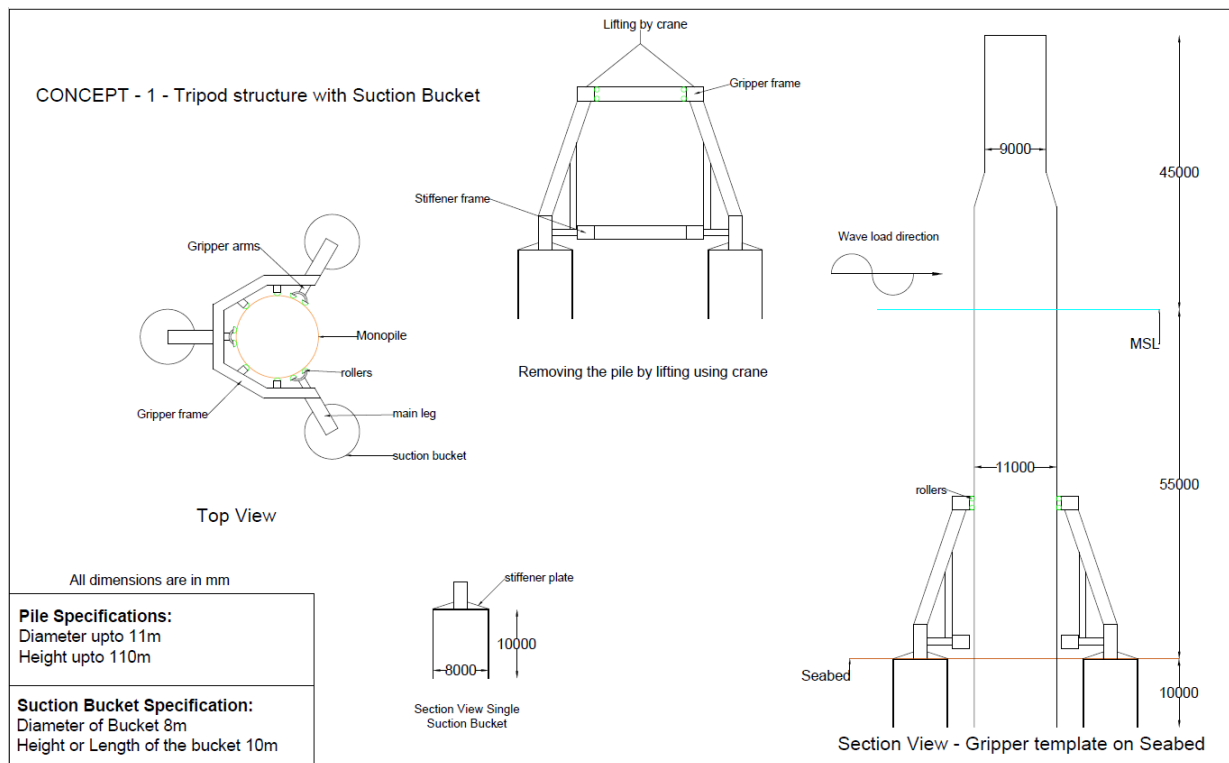 CONCEPT - 1 - Tripod structure with Suction Bucket
Lifting by crane
Gripper frame
Stiffener frame
Removing the pile by lifting using crane
Gripper arms
Monopile
rollers
Gripper frame
main leg
suction bucket
Top View
9000
45000
Wave load direction
MSL
11000
55000
rollers
Seabed
10000
Section View - Gripper template on Seabed
stiffener plate
10000
8000
Section View Single
Suction Bucket
All dimensions are in mm
Pile Specifications:
Diameter upto 11m
Height upto 110m
Suction Bucket Specification:
Diameter of Bucket 8m
Height or Length of the bucket 10m